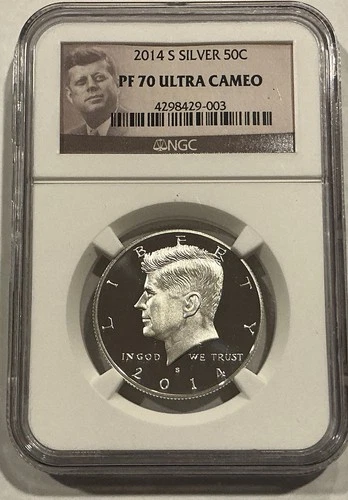 2014 S SILVER 50C
PF 70 ULTRA CAMEO
4298429-003
NGC
LIBERTY
IN GOD WE TRUST
S
2014